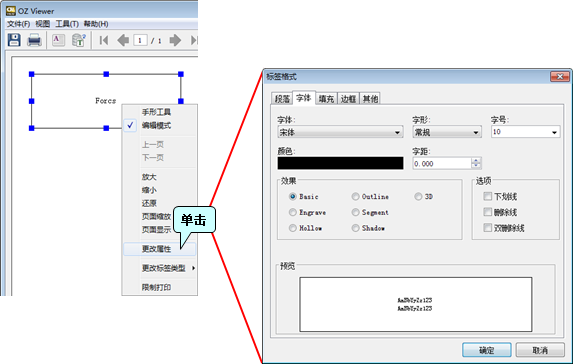 OZ Viewer
文件(F) 视图 工具(T) 帮助(H)
1 / 1
Forcs
手形工具
编辑模式
上一页
下一页
放大
缩小
还原
页面缩放
页面显示
更改属性
更改标签类型
限制打印
单击
标签格式
段落 字体 填充 边框 其他
字体: 字形: 字号:
宋体 常规 10
颜色: 字距:
0.000
效果 选项
Basic Outline 3D 下划线
Engrave Segment 删除线
Hollow Shadow 双删除线
预览
AaBbYyZz123
AaBbYyZz123
确定 取消